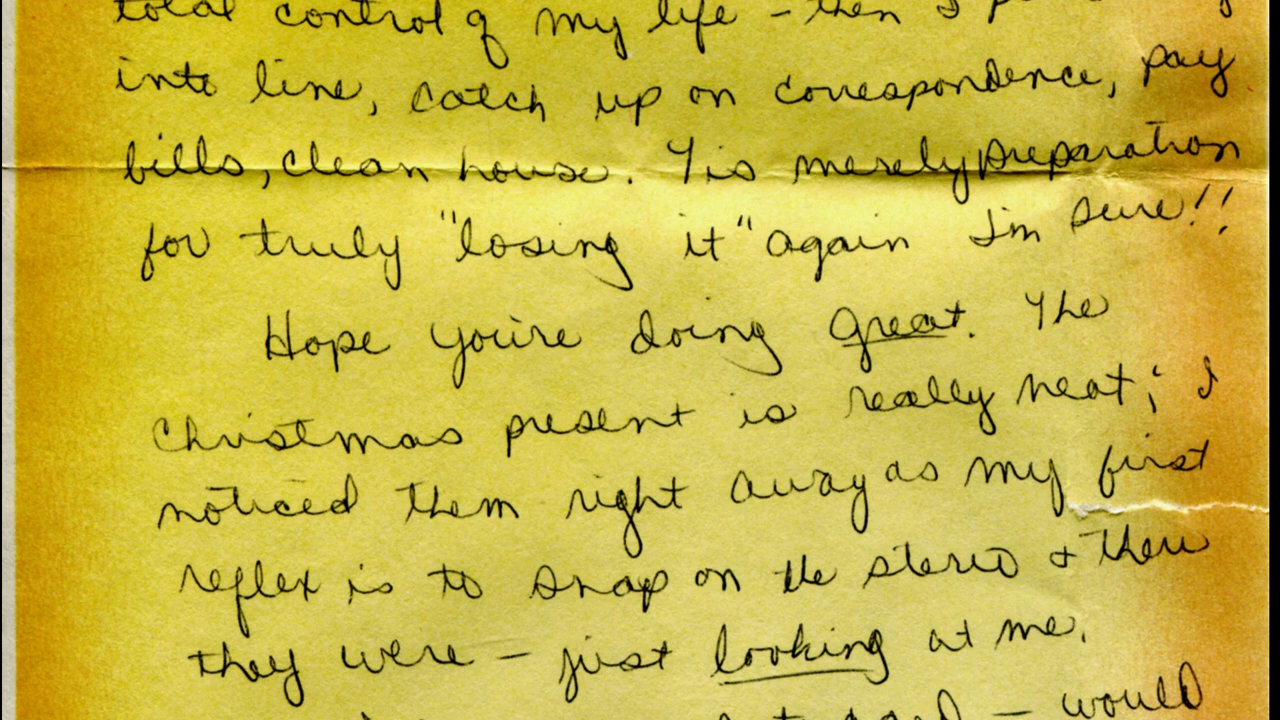 total control of my life - then I
into line, catch up on correspondence, pay
bills, clean house. Tis merely preparation
for truly "losing it" again I'm sure!!
Hope you're doing great. The
Christmas present is really neat; I
noticed them right away as my first
reflex is to snap on the stereo & there
they were - just looking at me.
- would